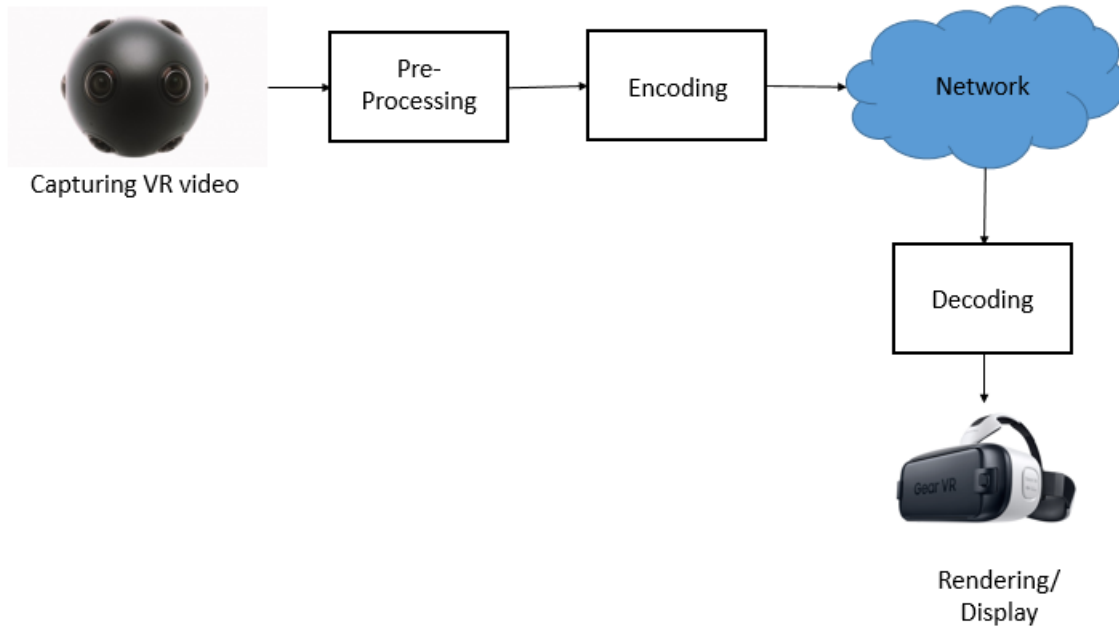 Capturing VR video
Pre-
Processing
Encoding
Network
Decoding
Gear VR
Rendering/
Display